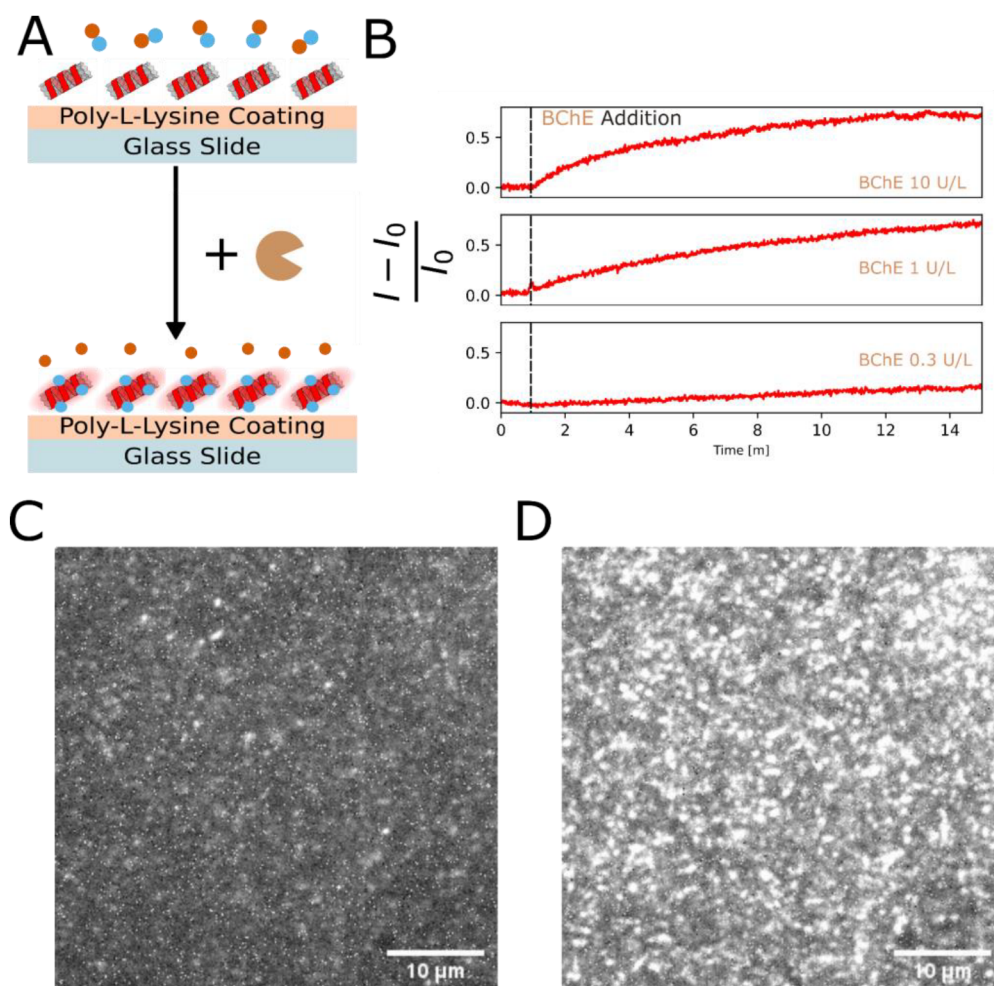 A
Poly-L-Lysine Coating
Glass Slide
+
Poly-L-Lysine Coating
Glass Slide
B
I − I₀
I₀
BChE Addition
0.5
0.0
BChE 10 U/L
0.5
0.0
BChE 1 U/L
0.5
0.0
BChE 0.3 U/L
0 2 4 6 8 10 12 14
Time [m]
C
10 µm
D
10 µm